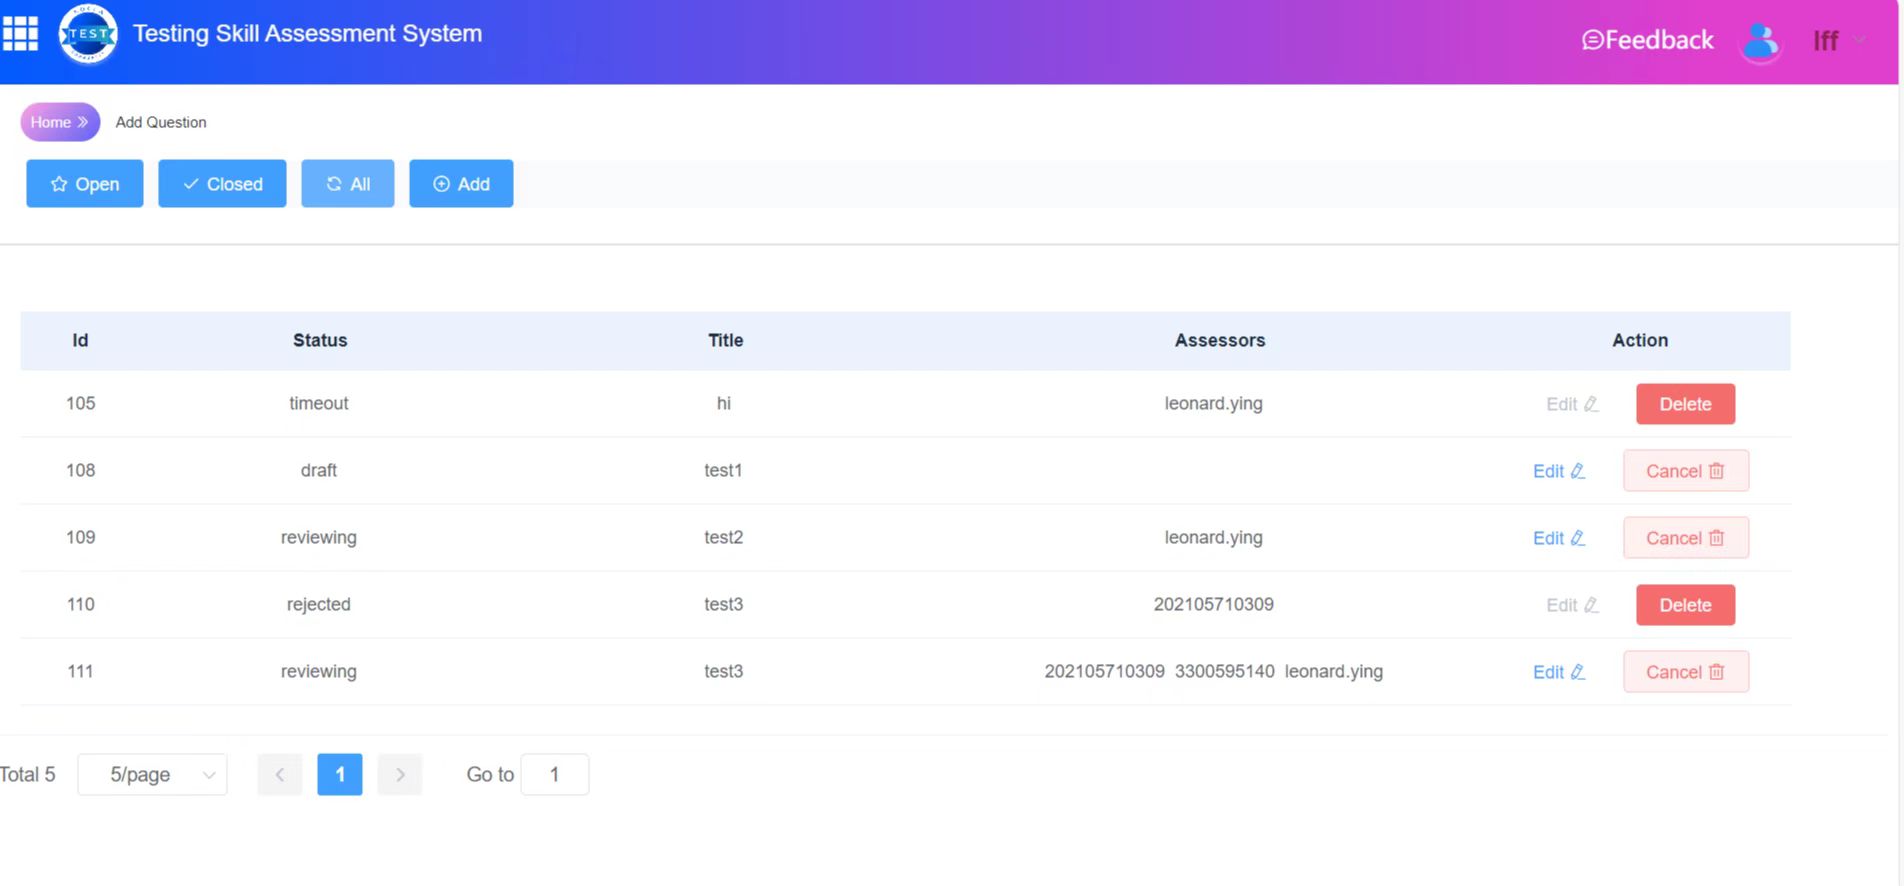 TEST Testing Skill Assessment System Feedback lff
Home Add Question
Open Closed All Add
Id Status Title Assessors Action
105 timeout hi leonard.ying Edit Delete
108 draft test1 Edit Cancel
109 reviewing test2 leonard.ying Edit Cancel
110 rejected test3 202105710309 Edit Delete
111 reviewing test3 202105710309 3300595140 leonard.ying Edit Cancel
Total 5 5/page 1 Go to 1